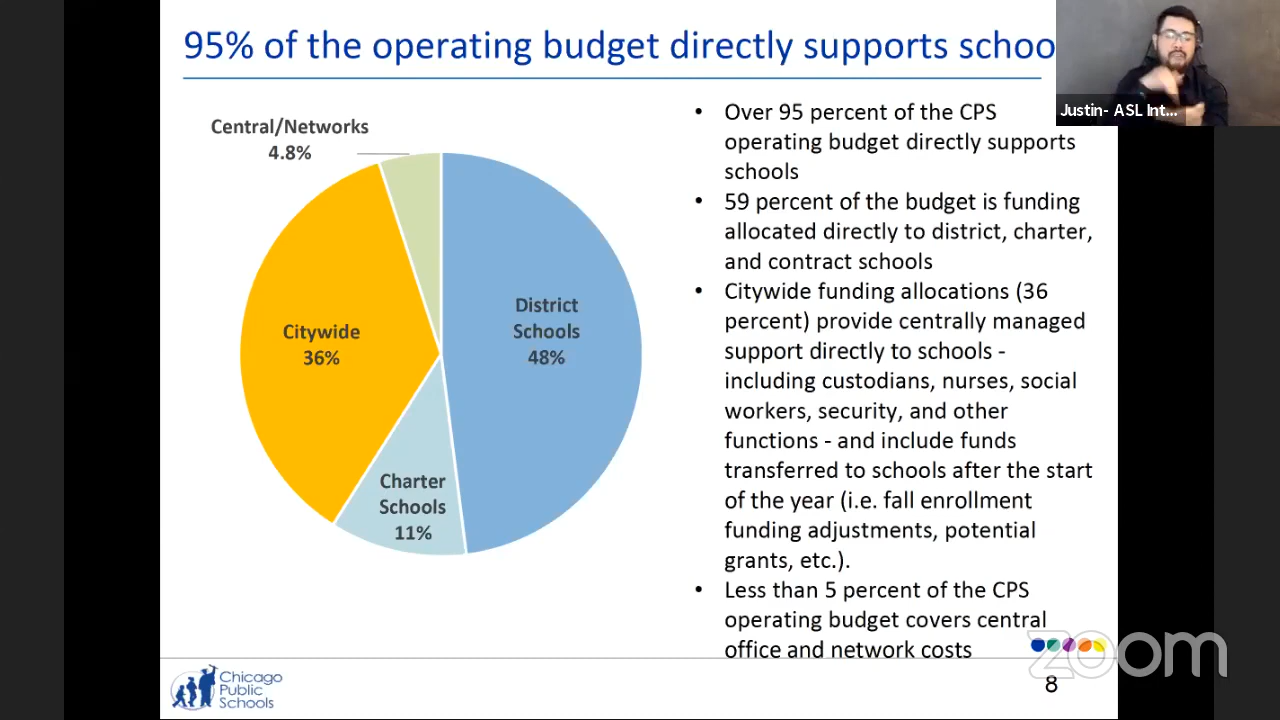 95% of the operating budget directly supports schoo
Justin- ASL Int...
Central/Networks
4.8%
Citywide
36%
District
Schools
48%
Charter
Schools
11%
• Over 95 percent of the CPS
operating budget directly supports
schools
• 59 percent of the budget is funding
allocated directly to district, charter,
and contract schools
• Citywide funding allocations (36
percent) provide centrally managed
support directly to schools -
including custodians, nurses, social
workers, security, and other
functions - and include funds
transferred to schools after the start
of the year (i.e. fall enrollment
funding adjustments, potential
grants, etc.).
• Less than 5 percent of the CPS
operating budget covers central
office and network costs
Chicago
Public
Schools
zoom
8